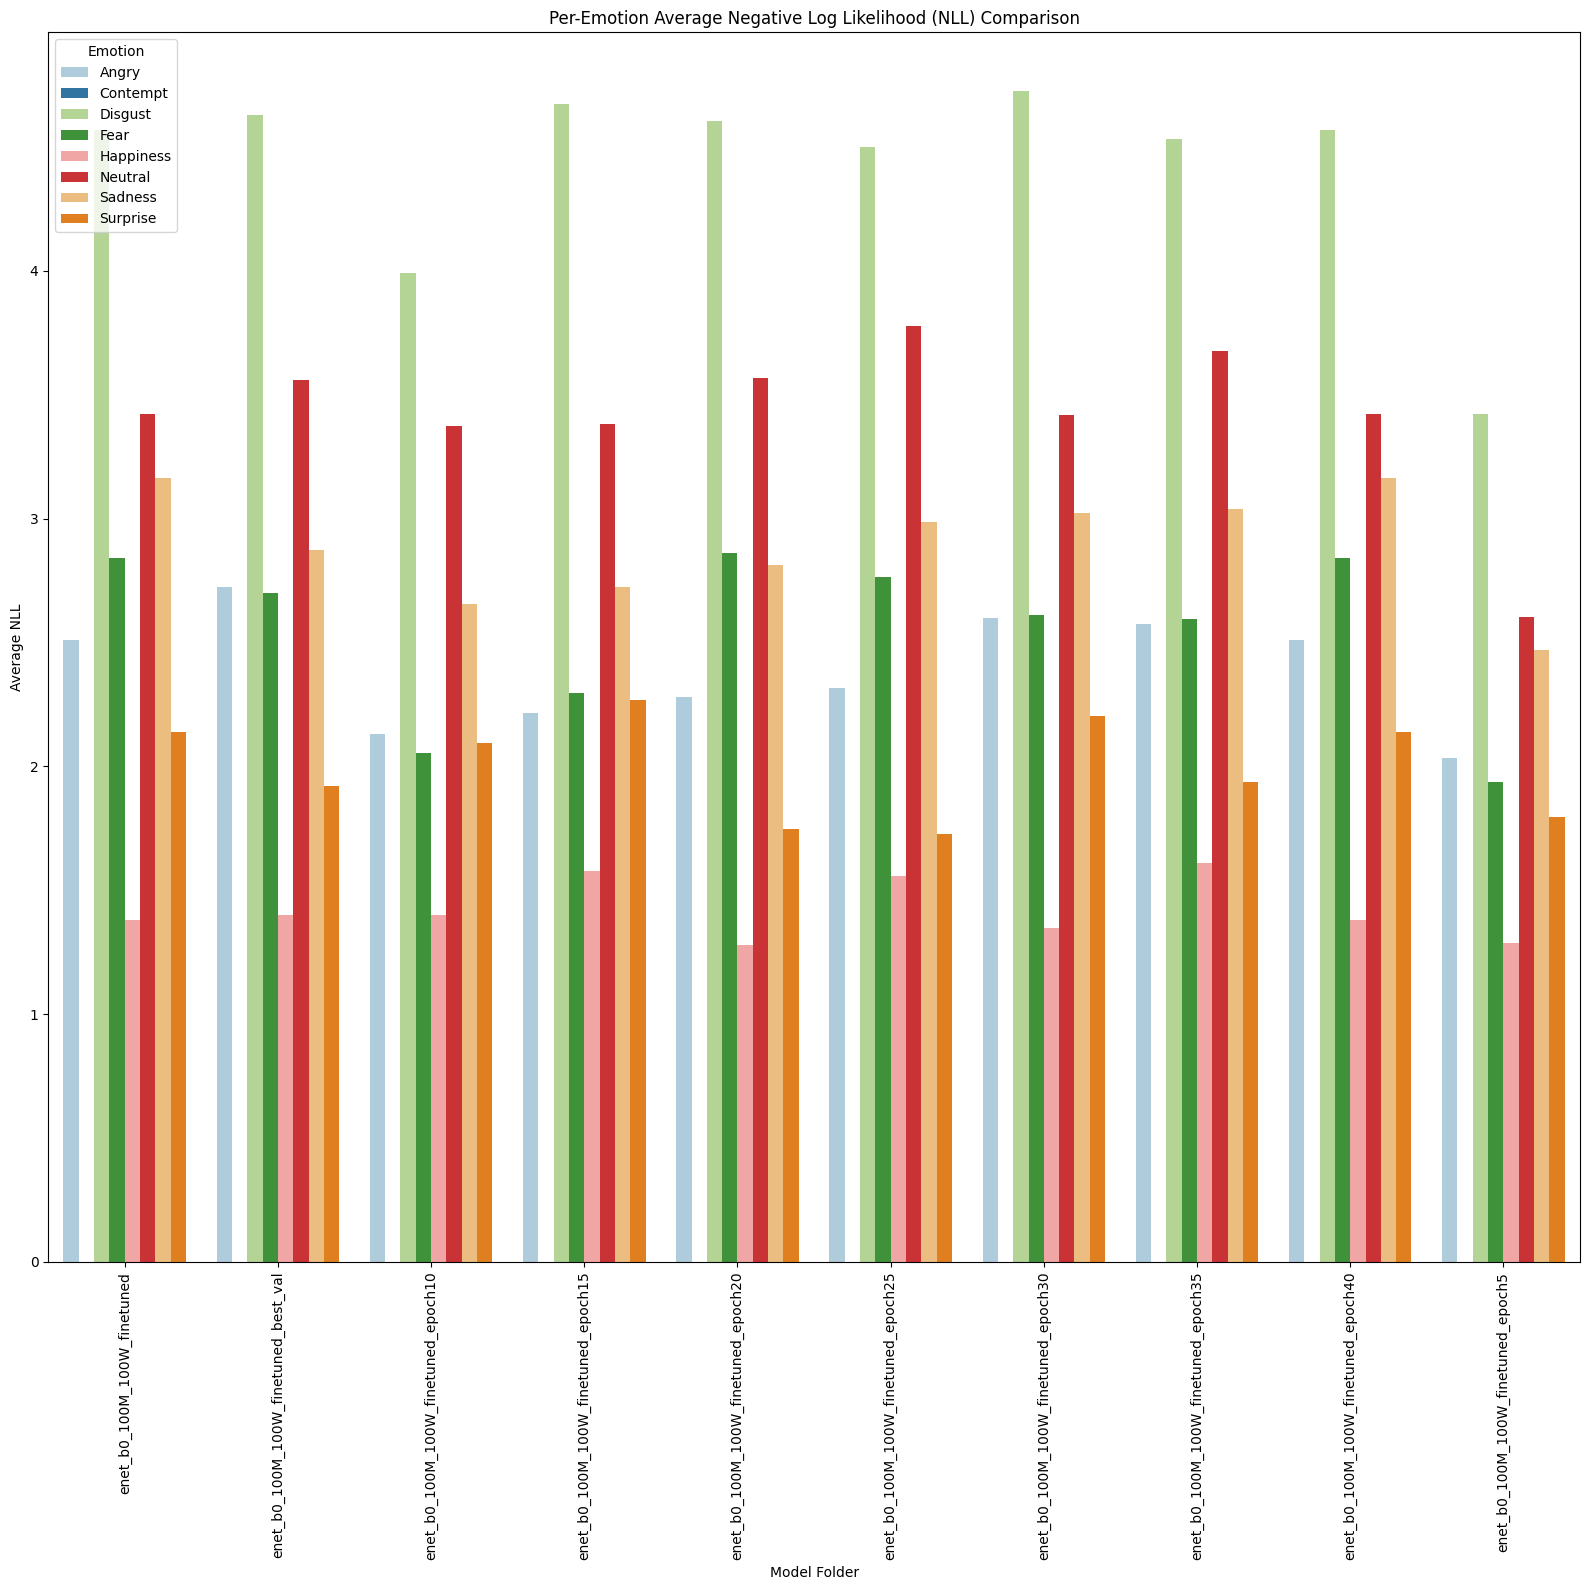 Per-Emotion Average Negative Log Likelihood (NLL) Comparison
Emotion
Angry
Contempt
Disgust
Fear
Happiness
Neutral
Sadness
Surprise
Average NLL
4
3
2
1
0
enet_b0_100M_100W_finetuned
enet_b0_100M_100W_finetuned_best_val
enet_b0_100M_100W_finetuned_epoch10
enet_b0_100M_100W_finetuned_epoch15
enet_b0_100M_100W_finetuned_epoch20
enet_b0_100M_100W_finetuned_epoch25
enet_b0_100M_100W_finetuned_epoch30
enet_b0_100M_100W_finetuned_epoch35
enet_b0_100M_100W_finetuned_epoch40
enet_b0_100M_100W_finetuned_epoch5
Model Folder